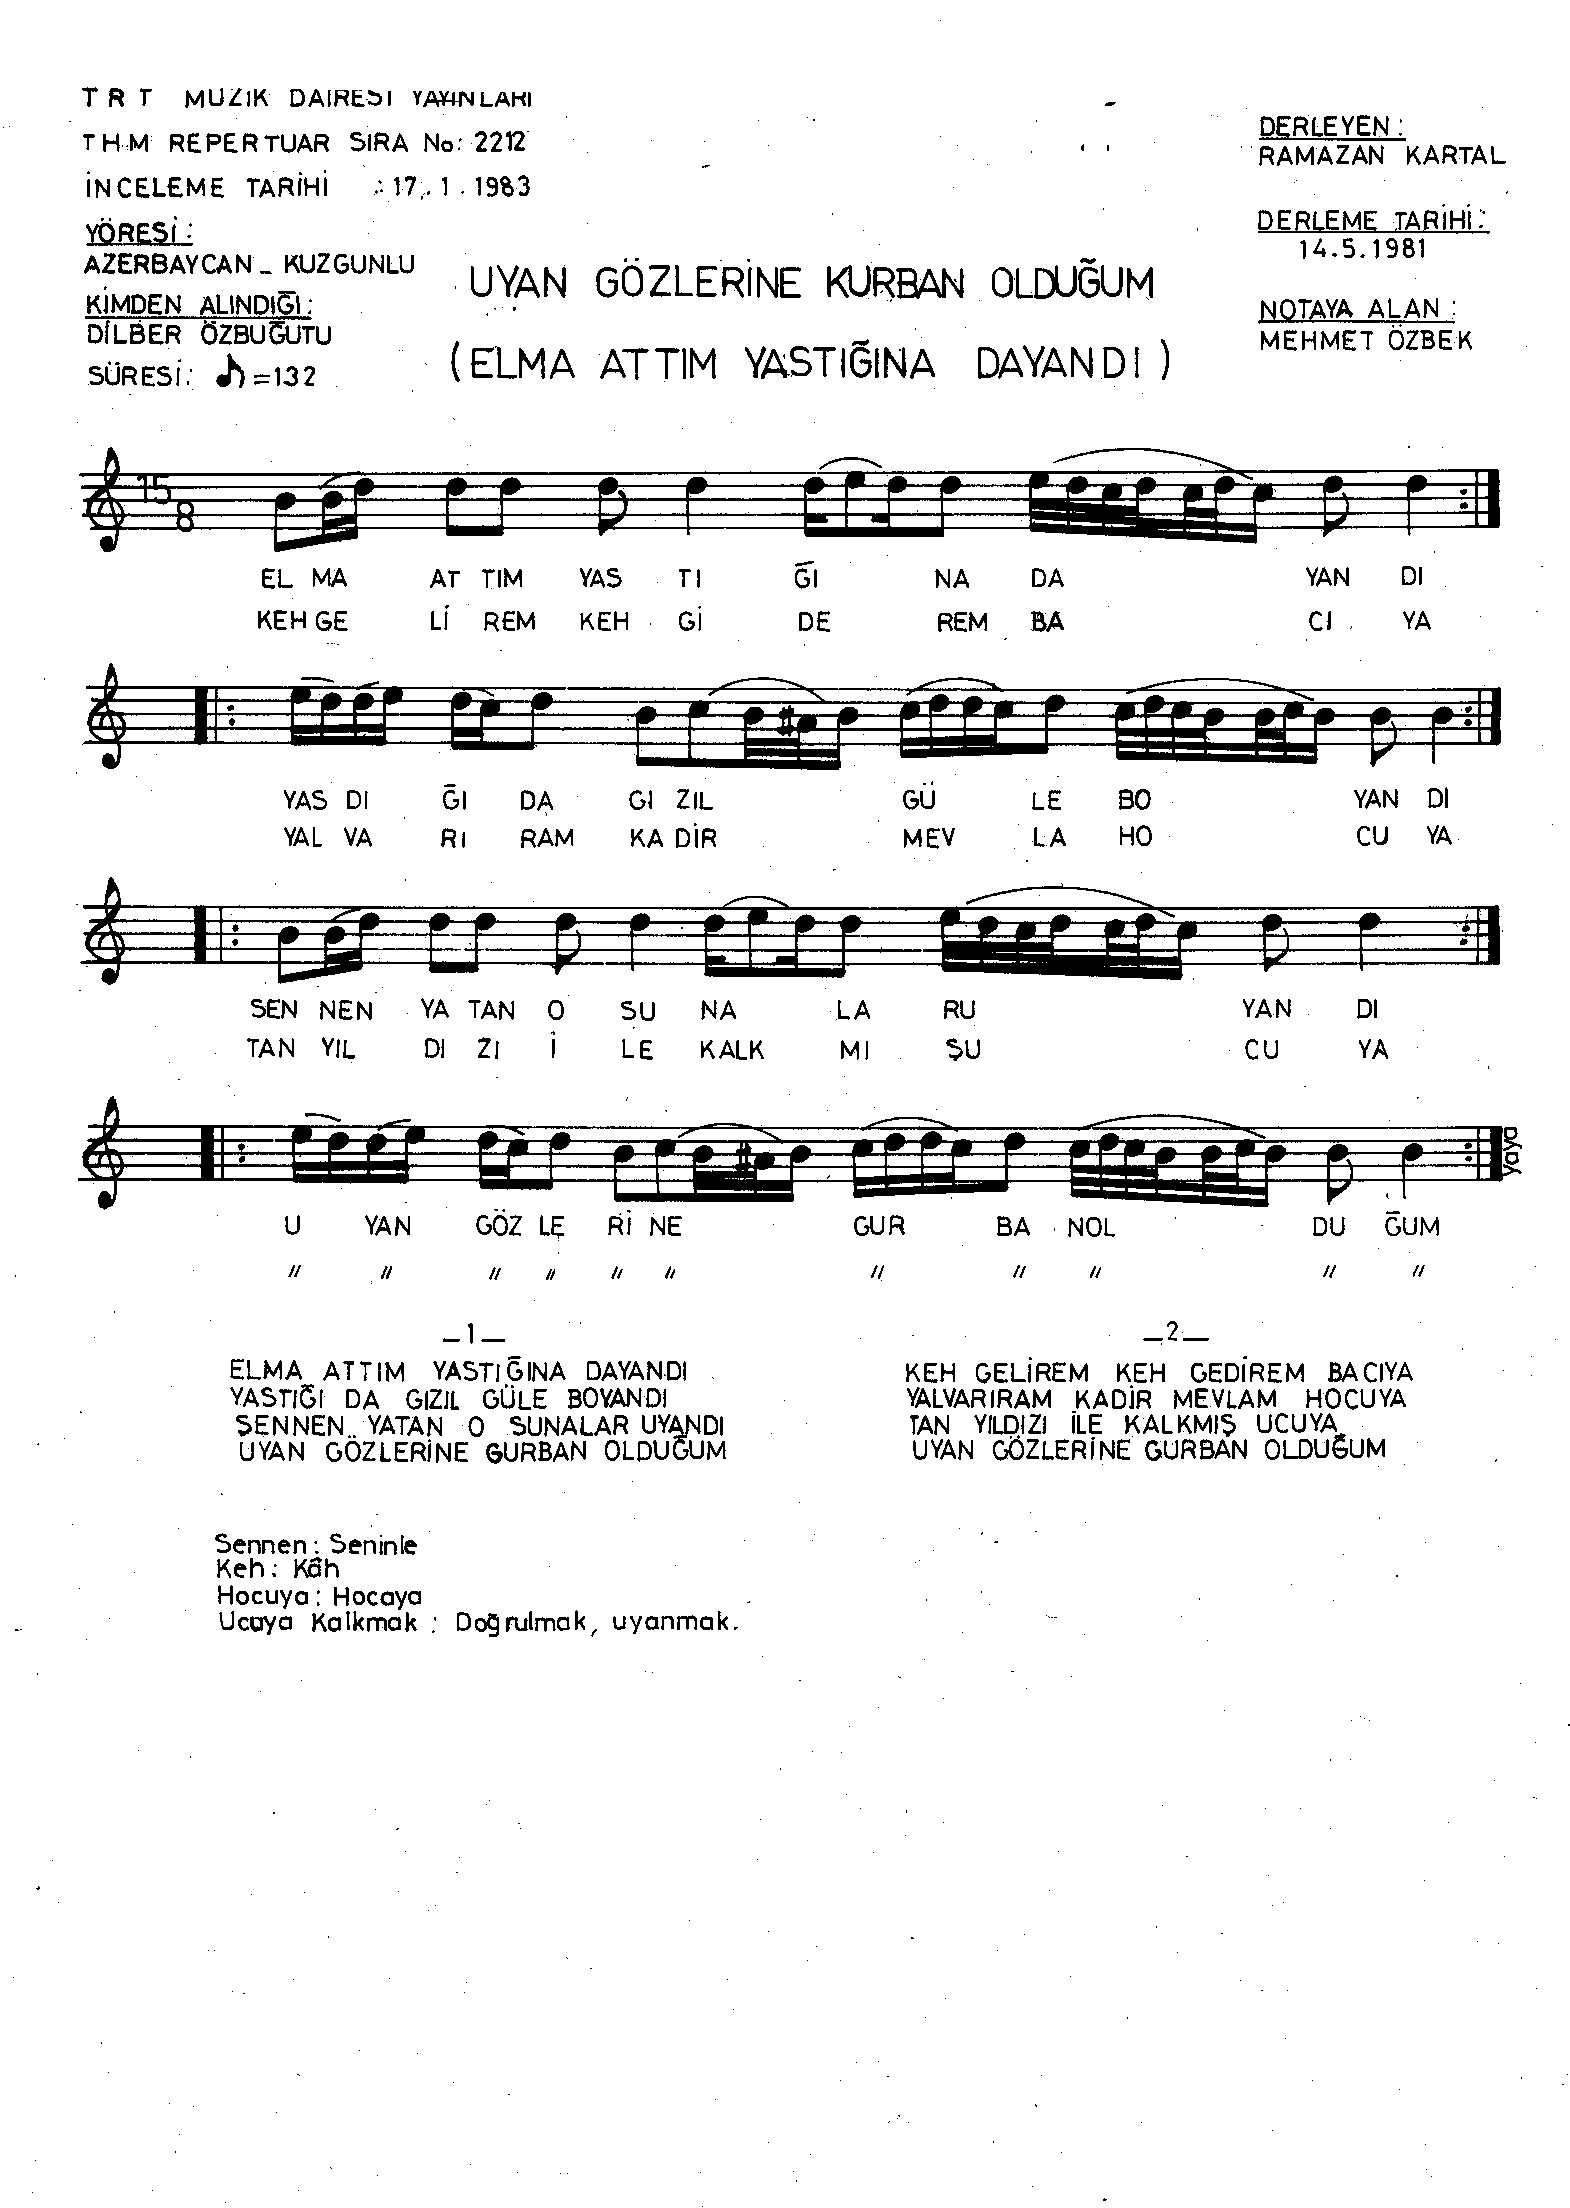 TRT MUZIK DAIRESI YAYINLARI
THM REPERTUAR SIRA No: 2212
İNCELEME TARİHİ : 17.1.1983
YÖRESİ:
AZERBAYCAN_KUZGUNLU
KİMDEN ALINDIĞI:
DİLBER ÖZBUĞUTU
SÜRESİ: ♪=132
DERLEYEN:
RAMAZAN KARTAL
DERLEME TARİHİ:
14.5.1981
NOTAYA ALAN:
MEHMET ÖZBEK
UYAN GÖZLERİNE KURBAN OLDUĞUM
(ELMA ATTIM YASTIĞINA DAYANDI)
15
8
EL MA AT TIM YAS TI ĞI NA DA YAN DI
KEH GE Lİ REM KEH Gİ DE REM BA CI YA
YAS DI ĞI DA GI ZIL GÜ LE BO YAN DI
YAL VA RI RAM KA DİR MEV LA HO CU YA
SEN NEN YA TAN O SU NA LA RU YAN DI
TAN YIL DI ZI İ LE KALK MI ŞU CU YA
yaya
U YAN GÖZ LE Rİ NE GUR BA NOL DU ĞUM
" " " " " " " " " " "
_1_
ELMA ATTIM YASTIĞINA DAYANDI
YASTIĞI DA GIZIL GÜLE BOYANDI
SENNEN YATAN O SUNALAR UYANDI
UYAN GÖZLERİNE GURBAN OLDUĞUM
_2_
KEH GELİREM KEH GEDİREM BACIYA
YALVARIRAM KADİR MEVLAM HOCUYA
TAN YILDIZI İLE KALKMIŞ UCUYA
UYAN GÖZLERİNE GURBAN OLDUĞUM
Sennen: Seninle
Keh: Kâh
Hocuya: Hocaya
Ucuya Kalkmak: Doğrulmak, uyanmak.